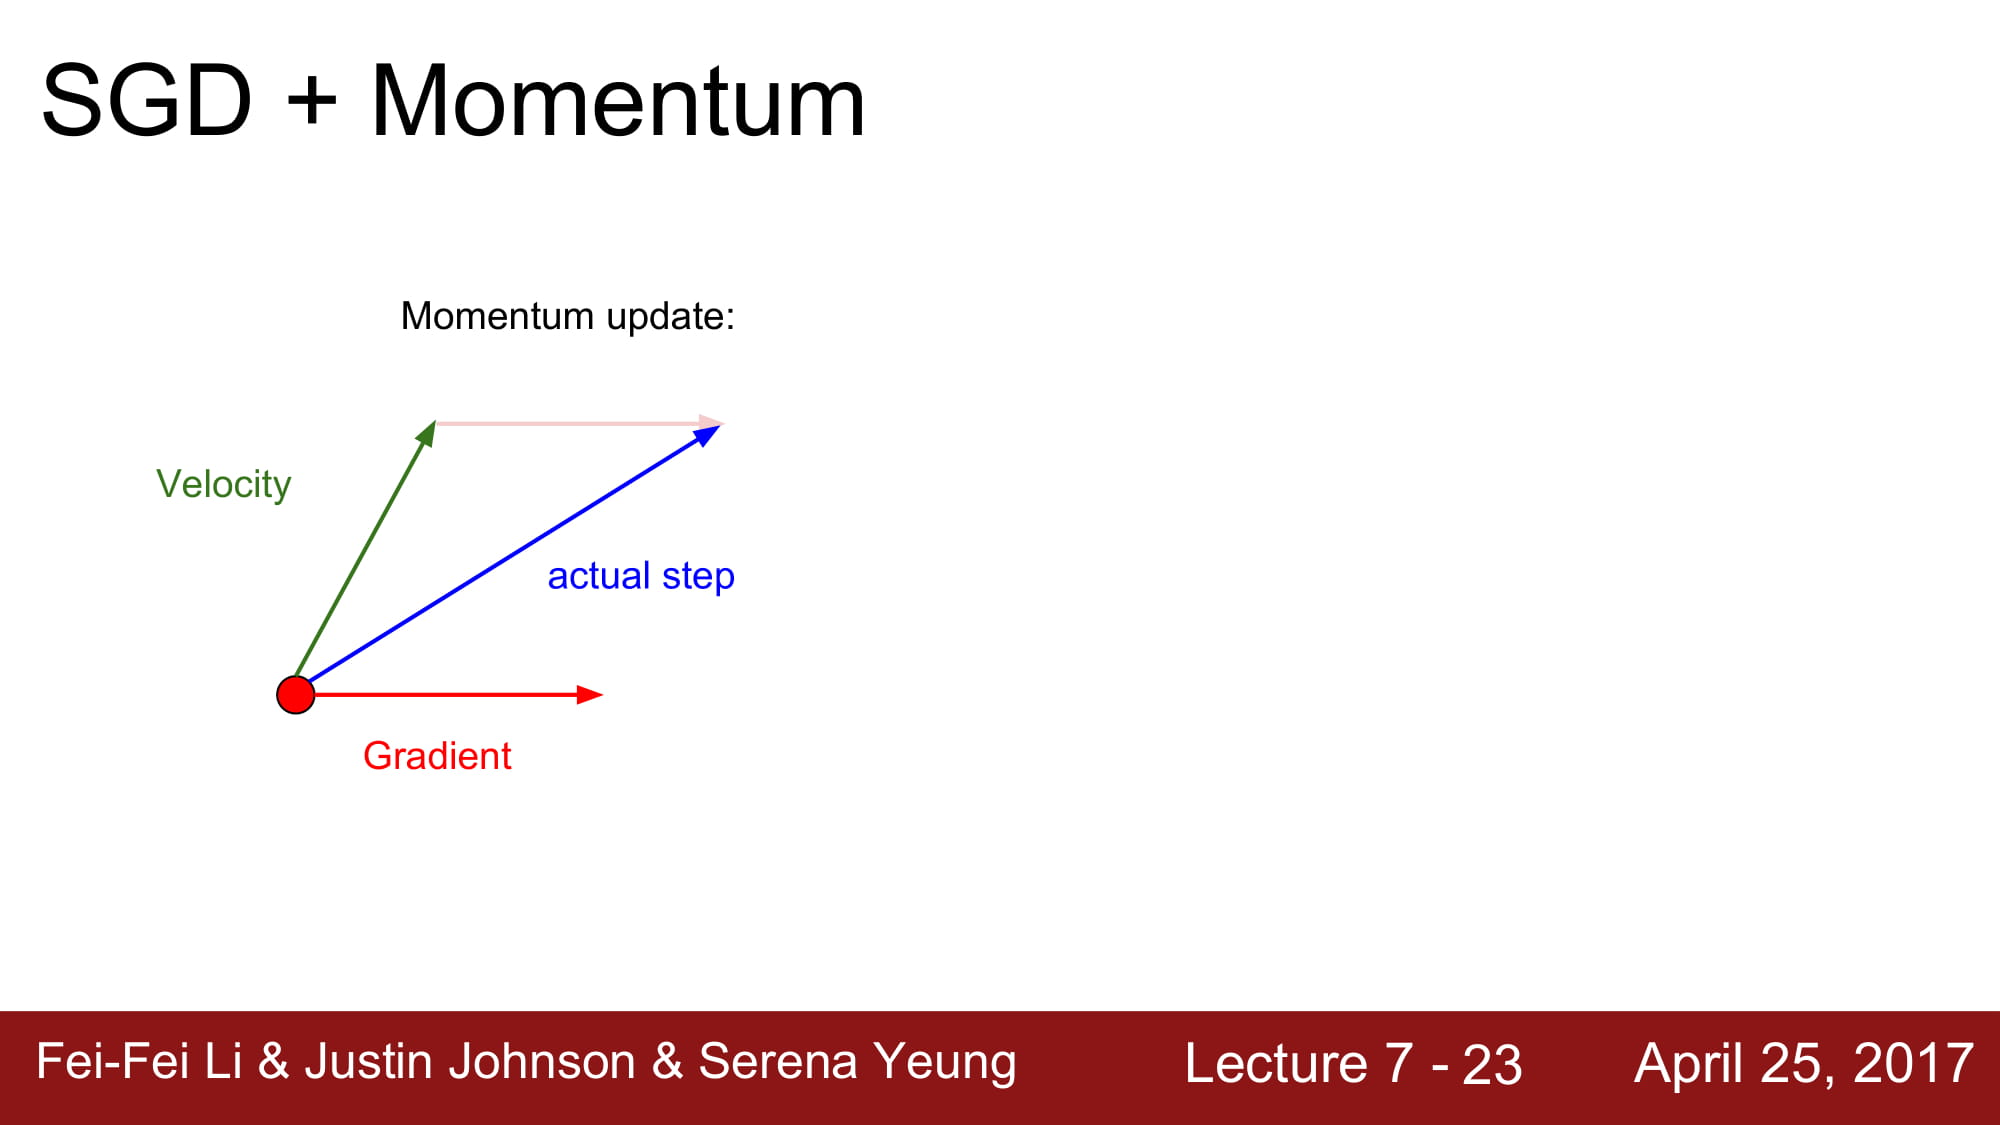 SGD + Momentum
Momentum update:
Velocity
actual step
Gradient
Fei-Fei Li & Justin Johnson & Serena Yeung
Lecture 7 - 23
April 25, 2017